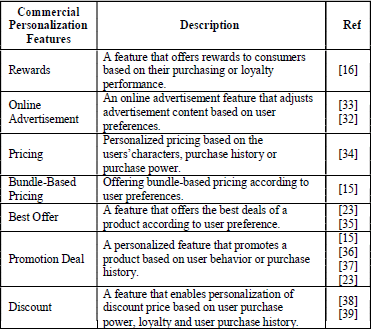 Commercial Personalization Features
Description
Ref
Rewards
A feature that offers rewards to consumers
based on their purchasing or loyalty
performance.
[16]
Online
Advertisement
An online advertisement feature that adjusts
advertisement content based on user
preferences.
[33]
[32]
Pricing
Personalized pricing based on the
users'characters, purchase history or
purchase power.
[34]
Bundle-Based
Pricing
Offering bundle-based pricing according to
user preferences.
[15]
Best Offer
A feature that offers the best deals of a
product according to user preference.
[23]
[35]
Promotion Deal
A personalized feature that promotes a
product based on user behavior or purchase
history.
[15]
[36]
[37]
[23]
Discount
A feature that enables personalization of
discount price based on user purchase
power, loyalty and user purchase history.
[38]
[39]